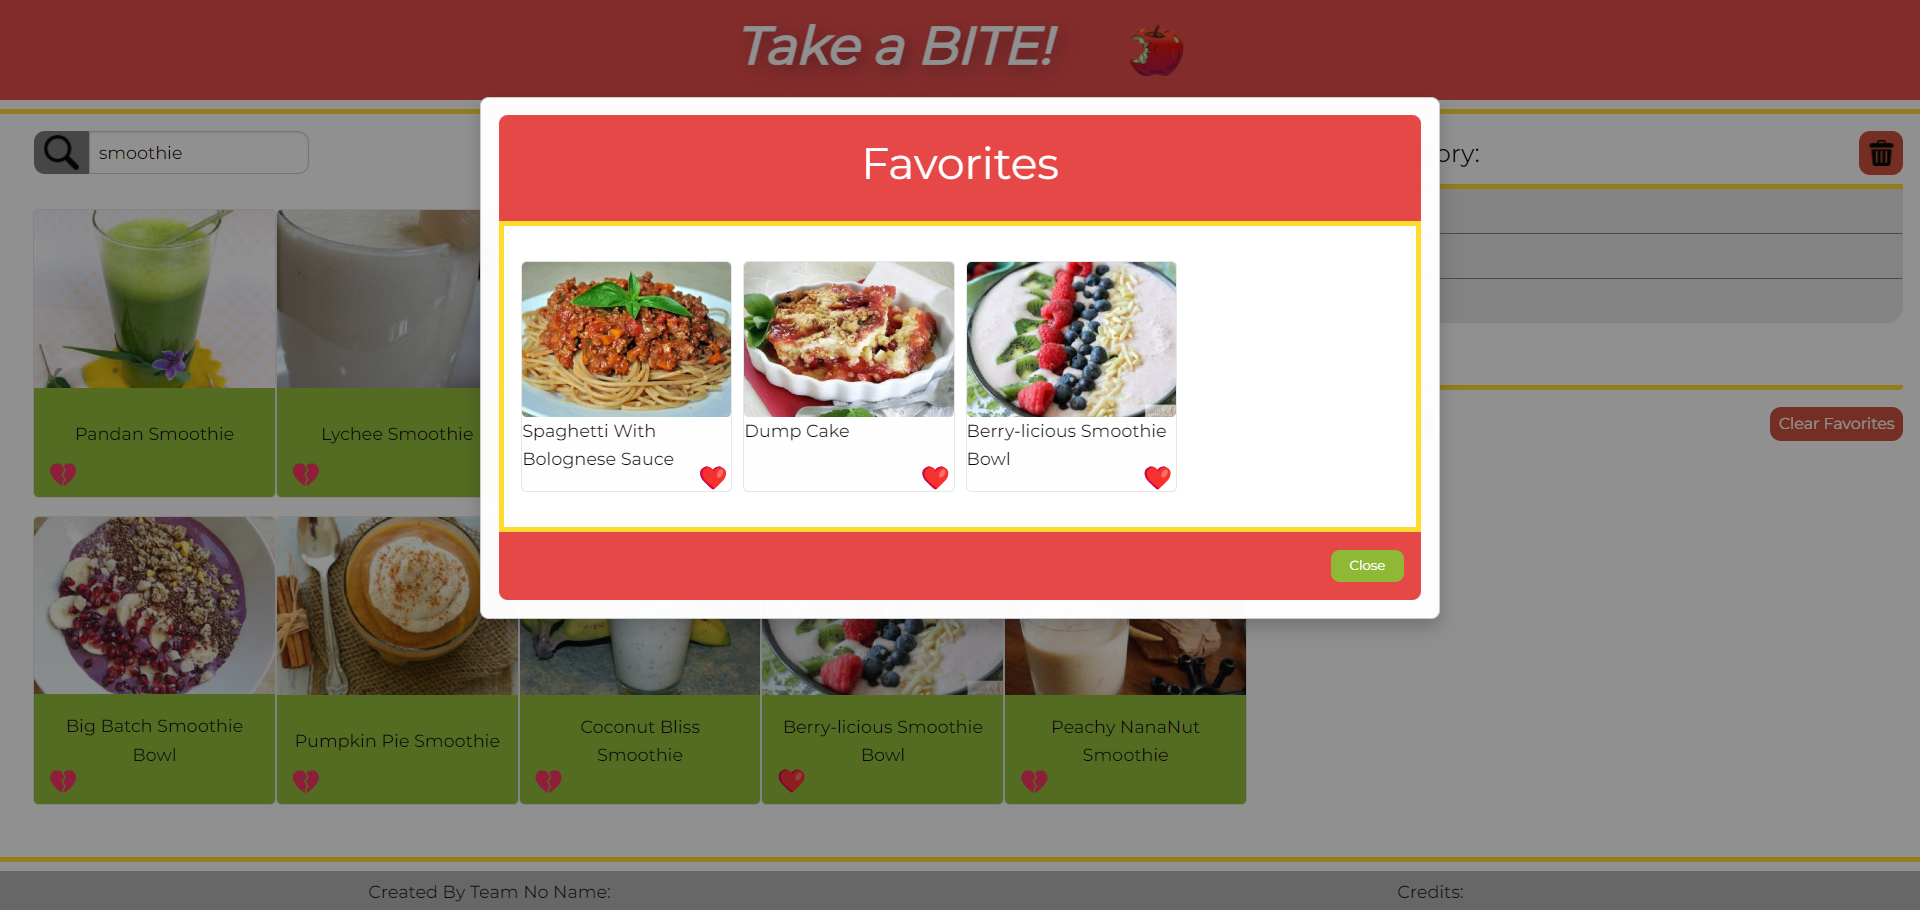 Take a BITE!
smoothie
ory:
Favorites
Spaghetti With
Bolognese Sauce
Dump Cake
Berry-licious Smoothie
Bowl
Close
Clear Favorites
Pandan Smoothie
Lychee Smoothie
Big Batch Smoothie
Bowl
Pumpkin Pie Smoothie
Coconut Bliss
Smoothie
Berry-licious Smoothie
Bowl
Peachy NanaNut
Smoothie
Created By Team No Name:
Credits: